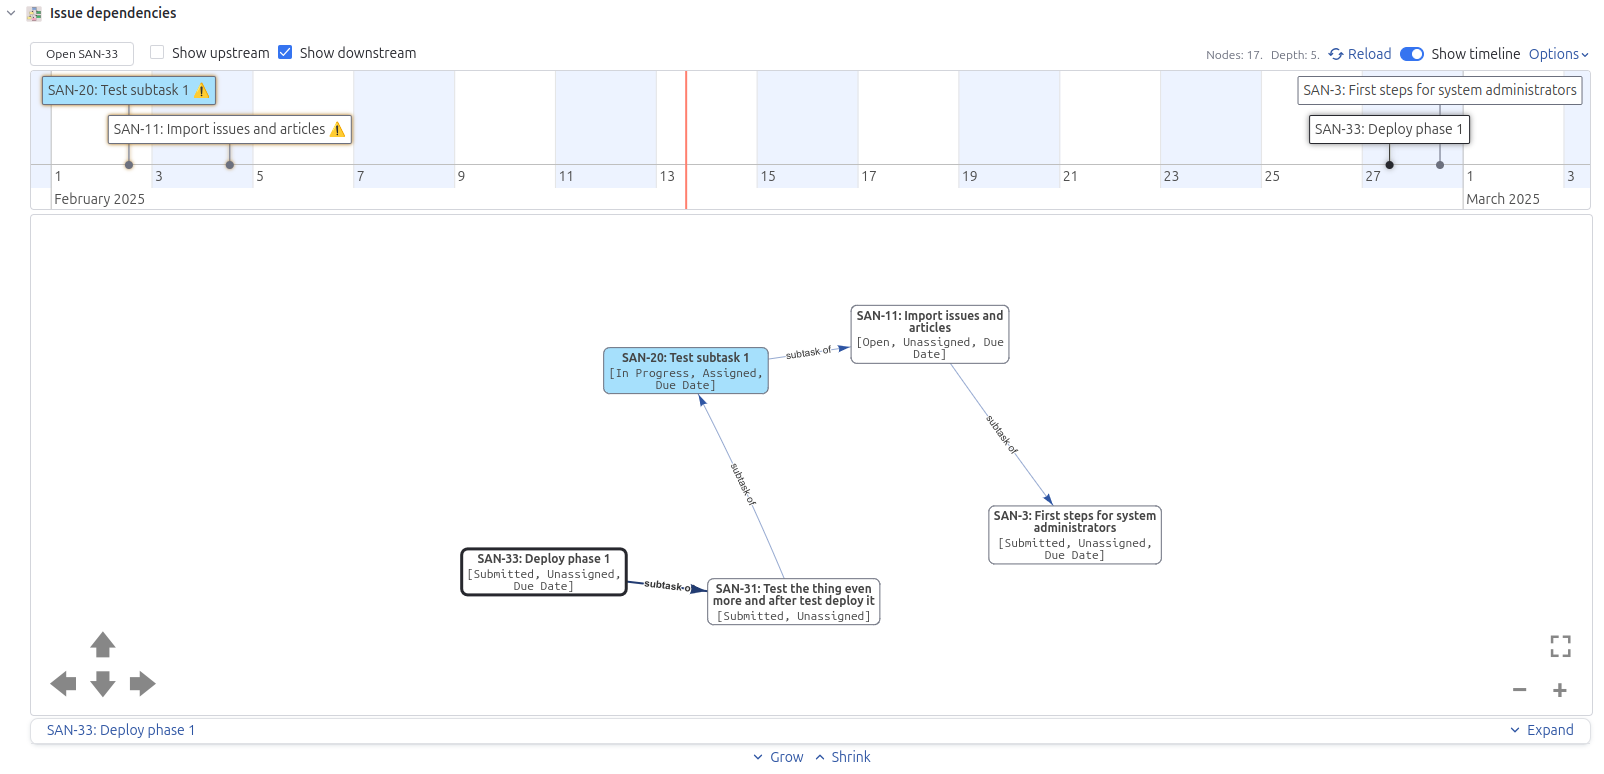 Issue dependencies
Open SAN-33
Show upstream
Show downstream
Nodes: 17. Depth: 5.
Reload
Show timeline
Options
SAN-20: Test subtask 1
SAN-3: First steps for system administrators
SAN-11: Import issues and articles
SAN-33: Deploy phase 1
1 3 5 7 9 11 13 15 17 19 21 23 25 27 1 3
February 2025
March 2025
SAN-11: Import issues and
articles
[Open, Unassigned, Due
Date]
SAN-20: Test subtask 1
[In Progress, Assigned,
Due Date]
subtask of
subtask of
subtask of
SAN-3: First steps for system
administrators
[Submitted, Unassigned,
Due Date]
SAN-33: Deploy phase 1
[Submitted, Unassigned,
Due Date]
subtask of
SAN-31: Test the thing even
more and after test deploy it
[Submitted, Unassigned]
SAN-33: Deploy phase 1
Expand
Grow
Shrink